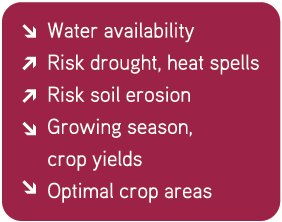 ↘ Water availability
↗ Risk drought, heat spells
↗ Risk soil erosion
↘ Growing season,
crop yields
↘ Optimal crop areas